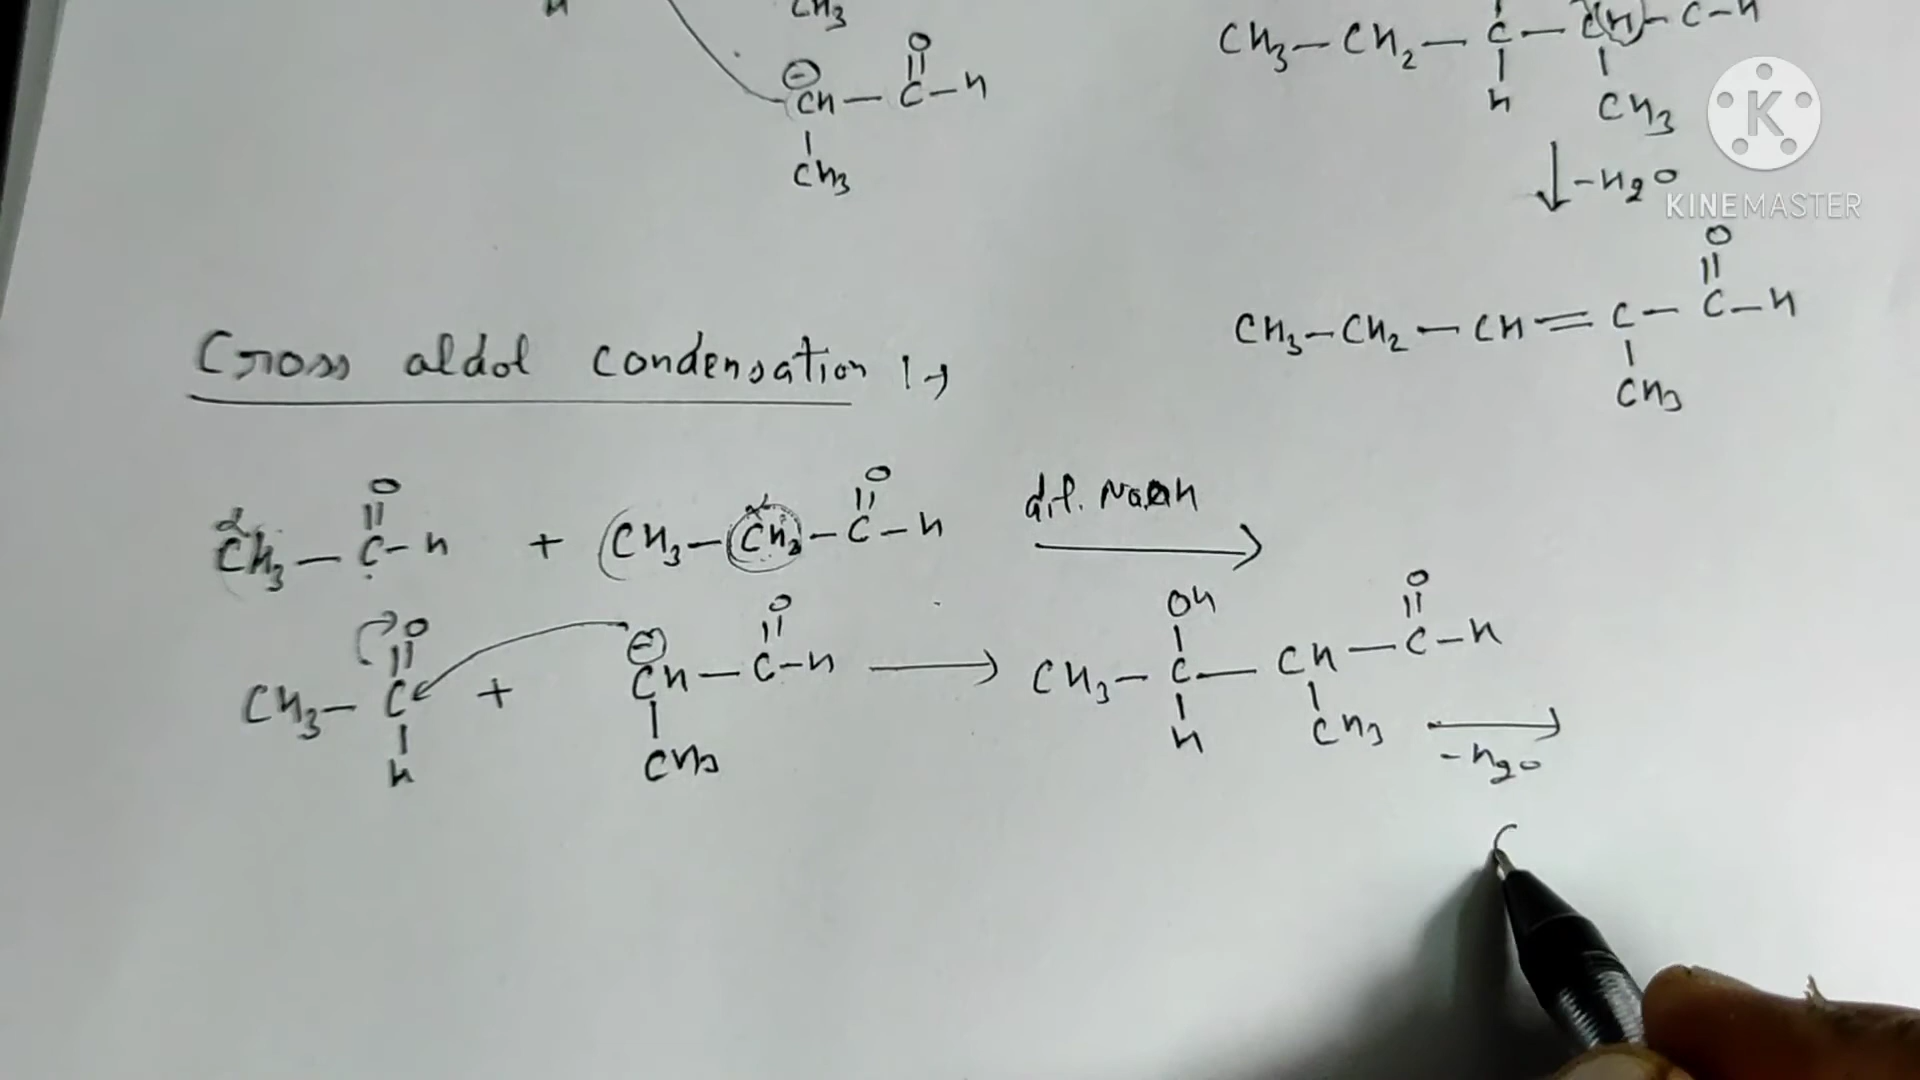 H
CH3
O
||
⊖
CH — C – H
|
CH3
CH3 – CH2 – C – CH – C – H
|
H
|
CH3
↓ –H2O
KINEMASTER
O
||
CH3 – CH2 – CH = C – C – H
|
CH3
Cross aldol condensation :→
α
O
||
CH3 – C – H + CH3 – CH2 – C – H
α
O
||
dil. NaOH
→
CH3 – C – H + CH – C – H →
O
||
⊖
O
||
|
H
|
CH3
OH
|
CH3 – C – CH – C – H
O
||
|
H
|
CH3
→
–H2O